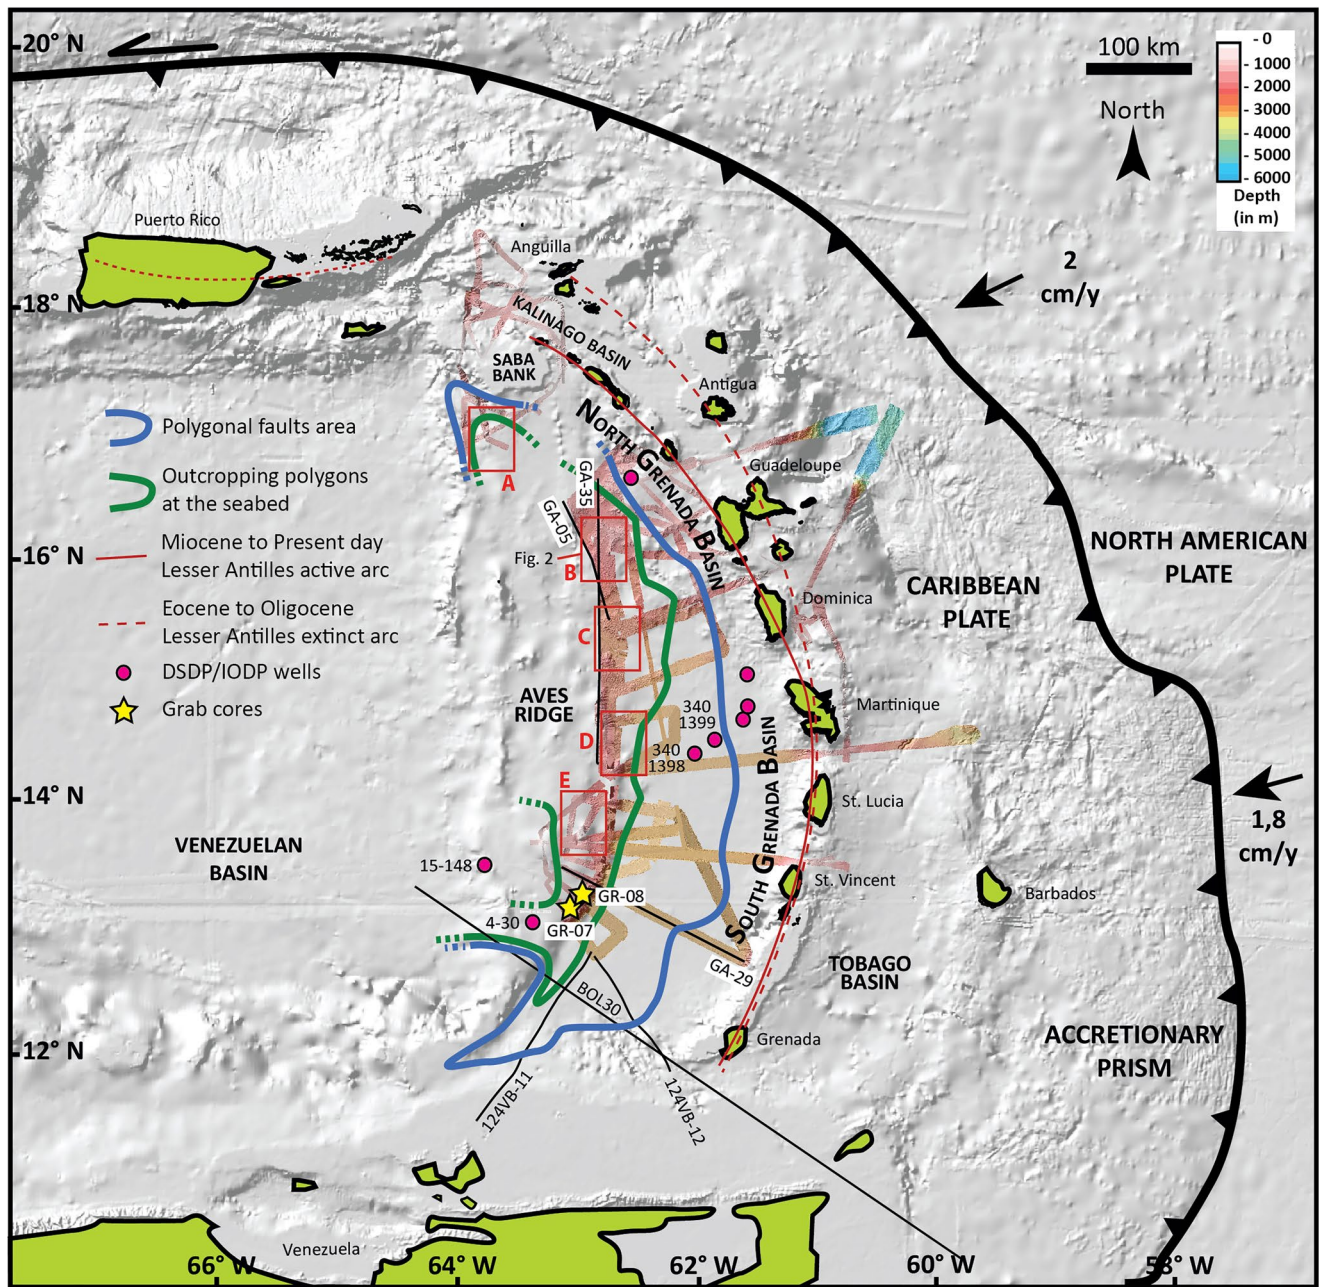 20° N
100 km
North
- 0
- 1000
- 2000
- 3000
- 4000
- 5000
- 6000
Depth
(in m)
Puerto Rico
Anguilla
2
cm/y
18° N
KALINAGO BASIN
SABA
BANK
Antigua
NORTH GRENADA BASIN
Polygonal faults area
Outcropping polygons
at the seabed
Miocene to Present day
Lesser Antilles active arc
Eocene to Oligocene
Lesser Antilles extinct arc
DSDP/IODP wells
Grab cores
A
GA-35
GA-05
Guadeloupe
16° N
Fig. 2
B
NORTH AMERICAN
PLATE
CARIBBEAN
PLATE
Dominica
C
AVES
RIDGE
340
1399
Martinique
D
340
1398
SOUTH GRENADA BASIN
E
14° N
St. Lucia
1,8
cm/y
VENEZUELAN
BASIN
15-148
St. Vincent
Barbados
GR-08
4-30
GR-07
GA-29
TOBAGO
BASIN
BOL30
12° N
Grenada
ACCRETIONARY
PRISM
124VB-11
124VB-12
Venezuela
66° W
64° W
62° W
60° W
58° W